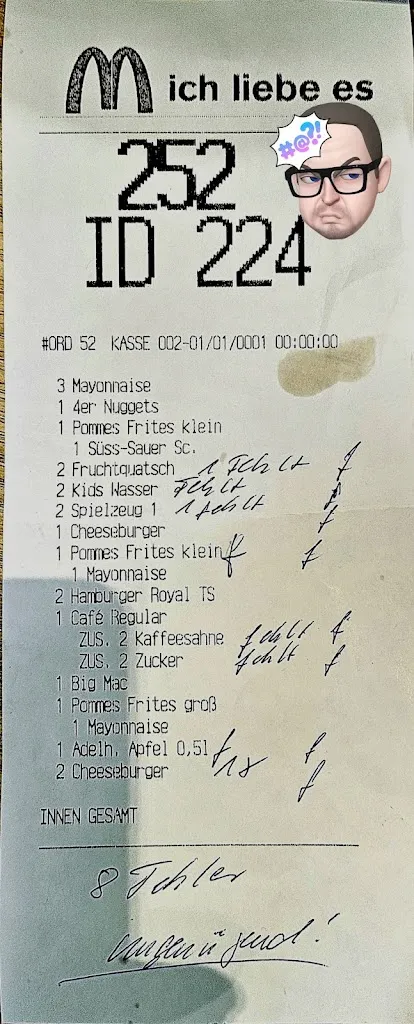 M ich liebe es
#@?!
252
ID 224
#ORD 52 KASSE 002-01/01/0001 00:00:00
3 Mayonnaise
1 4er Nuggets
1 Pommes Frites klein
1 Süss-Sauer Sc.
2 Fruchtquatsch 1 Fehlt f
2 Kids Wasser Fehlt f
2 Spielzeug 1 1 fehlt f
1 Cheeseburger
1 Pommes Frites klein f f
1 Mayonnaise
2 Hamburger Royal TS
1 Café Regular
ZUS. 2 Kaffeesahne fehlt f
ZUS. 2 Zucker fehlt f
1 Big Mac
1 Pommes Frites groß
1 Mayonnaise
1 Adelh. Apfel 0,5l f f
2 Cheeseburger 1x f
INNEN GESAMT
8 Fehler
ungenügend!